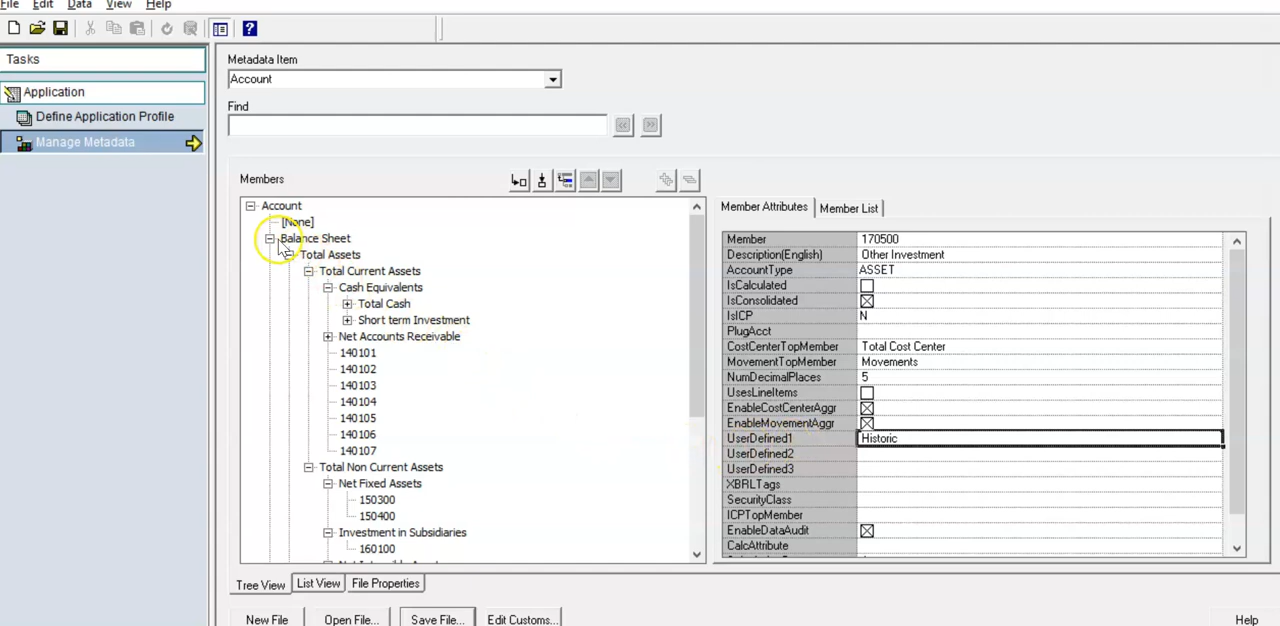 File Edit Data View Help
Tasks
Application
Define Application Profile
Manage Metadata
Metadata Item
Account
Find
Members
Account
[None]
Balance Sheet
Total Assets
Total Current Assets
Cash Equivalents
Total Cash
Short term Investment
Net Accounts Receivable
140101
140102
140103
140104
140105
140106
140107
Total Non Current Assets
Net Fixed Assets
150300
150400
Investment in Subsidiaries
160100
Tree View List View File Properties
Member Attributes Member List
Member 170500
Description(English) Other Investment
AccountType ASSET
IsCalculated
IsConsolidated
IsICP N
PlugAcct
CostCenterTopMember Total Cost Center
MovementTopMember Movements
NumDecimalPlaces 5
UsesLineItems
EnableCostCenterAggr
EnableMovementAggr
UserDefined1 Historic
UserDefined2
UserDefined3
XBRLTags
SecurityClass
ICPTopMember
EnableDataAudit
CalcAttribute
New File Open File... Save File... Edit Customs... Help